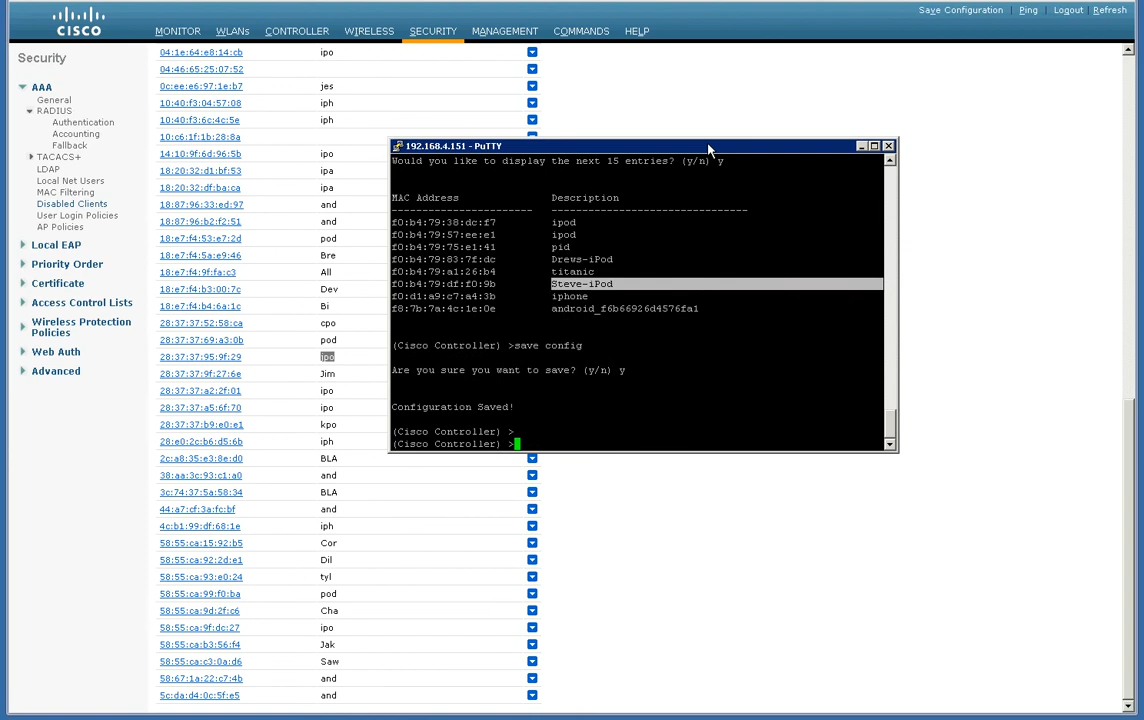 Save Configuration | Ping | Logout | Refresh
CISCO
MONITOR WLANs CONTROLLER WIRELESS SECURITY MANAGEMENT COMMANDS HELP
Security
AAA
General
RADIUS
Authentication
Accounting
Fallback
TACACS+
LDAP
Local Net Users
MAC Filtering
Disabled Clients
User Login Policies
AP Policies
Local EAP
Priority Order
Certificate
Access Control Lists
Wireless Protection
Policies
Web Auth
Advanced
04:1e:64:e8:14:cb ipo
04:46:65:25:07:52
0c:ee:e6:97:1e:b7 jes
10:40:f3:04:57:08 iph
10:40:f3:6c:4c:5e iph
10:c6:1f:1b:28:8a
14:10:9f:6d:96:5b ipo
18:20:32:d1:bf:53 ipa
18:20:32:df:ba:ca ipa
18:87:96:33:ed:97 and
18:87:96:b2:f2:51 and
18:e7:f4:53:e7:2d pod
18:e7:f4:5a:e9:46 Bre
18:e7:f4:9f:fa:c3 All
18:e7:f4:b3:00:7c Dev
18:e7:f4:b4:6a:1c Bi
28:37:37:52:58:ca cpo
28:37:37:69:a3:0b pod
28:37:37:95:9f:29 ipo
28:37:37:9f:27:6e Jim
28:37:37:a2:2f:01 ipo
28:37:37:a5:6f:70 ipo
28:37:37:b9:e0:e1 kpo
28:e0:2c:b6:d5:6b iph
2c:a8:35:e3:8e:d0 BLA
38:aa:3c:93:c1:a0 and
3c:74:37:5a:58:34 BLA
44:a7:cf:3a:fc:bf and
4c:b1:99:df:68:1e iph
58:55:ca:15:92:b5 Cor
58:55:ca:92:2d:e1 Dil
58:55:ca:93:e0:24 tyl
58:55:ca:99:f0:ba pod
58:55:ca:9d:2f:c6 Cha
58:55:ca:9f:dc:27 ipo
58:55:ca:b3:56:f4 Jak
58:55:ca:c3:0a:d6 Saw
58:67:1a:22:c7:4b and
5c:da:d4:0c:5f:e5 and
192.168.4.151 - PuTTY
Would you like to display the next 15 entries? (y/n) y
MAC Address Description
----------------------- --------------------------------
f0:b4:79:38:dc:f7 ipod
f0:b4:79:57:ee:e1 ipod
f0:b4:79:75:e1:41 pid
f0:b4:79:83:7f:dc Drews-iPod
f0:b4:79:a1:26:b4 titanic
f0:b4:79:df:f0:9b Steve-iPod
f0:d1:a9:c7:a4:3b iphone
f8:7b:7a:4c:1e:0e android_f6b66926d4576fa1
(Cisco Controller) >save config
Are you sure you want to save? (y/n) y
Configuration Saved!
(Cisco Controller) >
(Cisco Controller) >